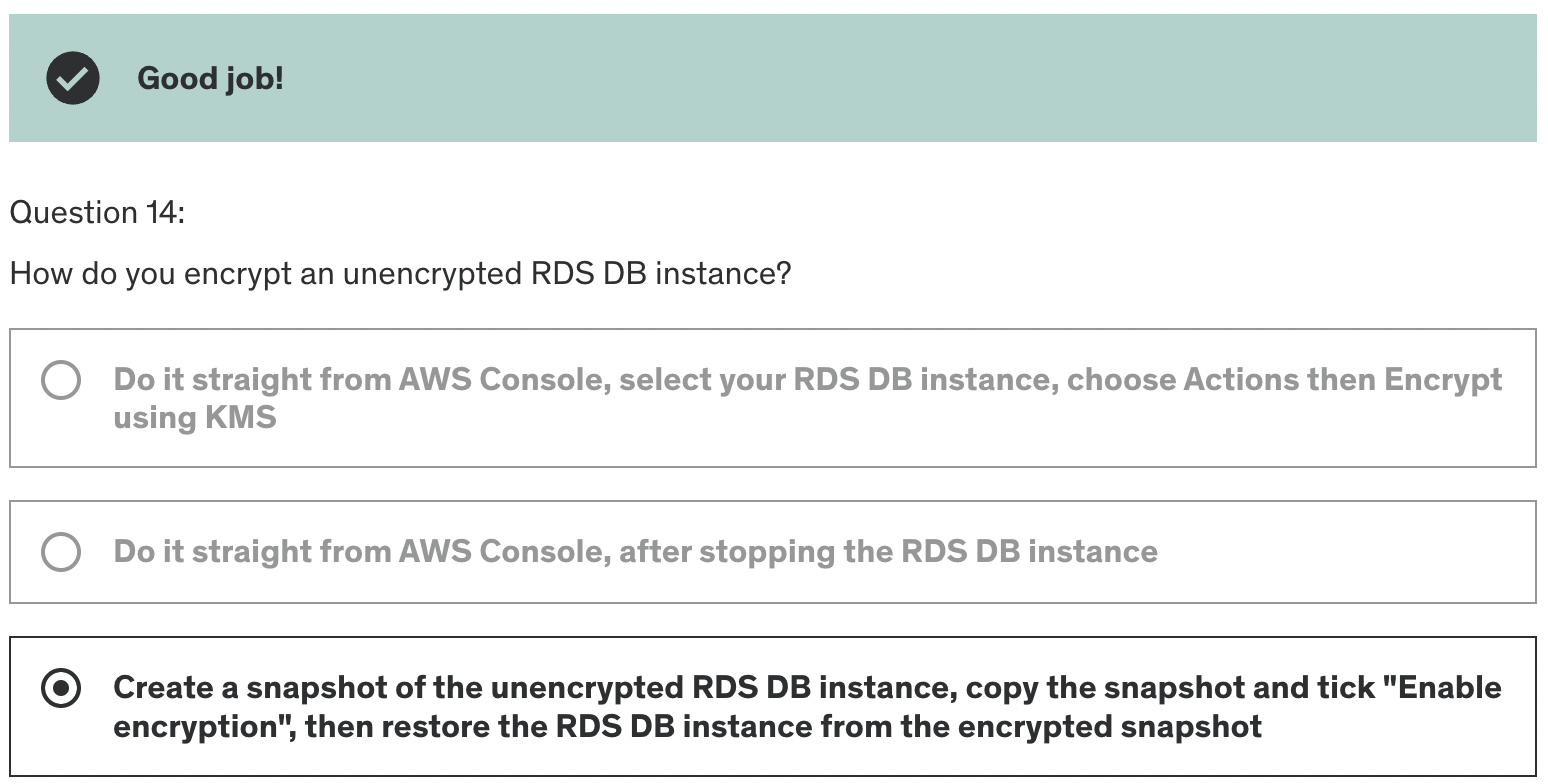 Good job!
Question 14:
How do you encrypt an unencrypted RDS DB instance?
Do it straight from AWS Console, select your RDS DB instance, choose Actions then Encrypt
using KMS
Do it straight from AWS Console, after stopping the RDS DB instance
Create a snapshot of the unencrypted RDS DB instance, copy the snapshot and tick "Enable
encryption", then restore the RDS DB instance from the encrypted snapshot